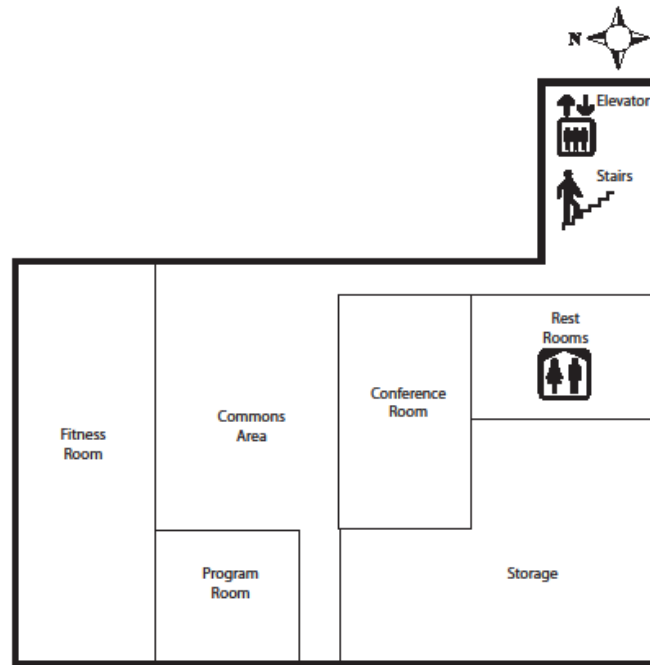 N
Elevator
Stairs
Rest
Rooms
Conference
Room
Commons
Area
Fitness
Room
Program
Room
Storage